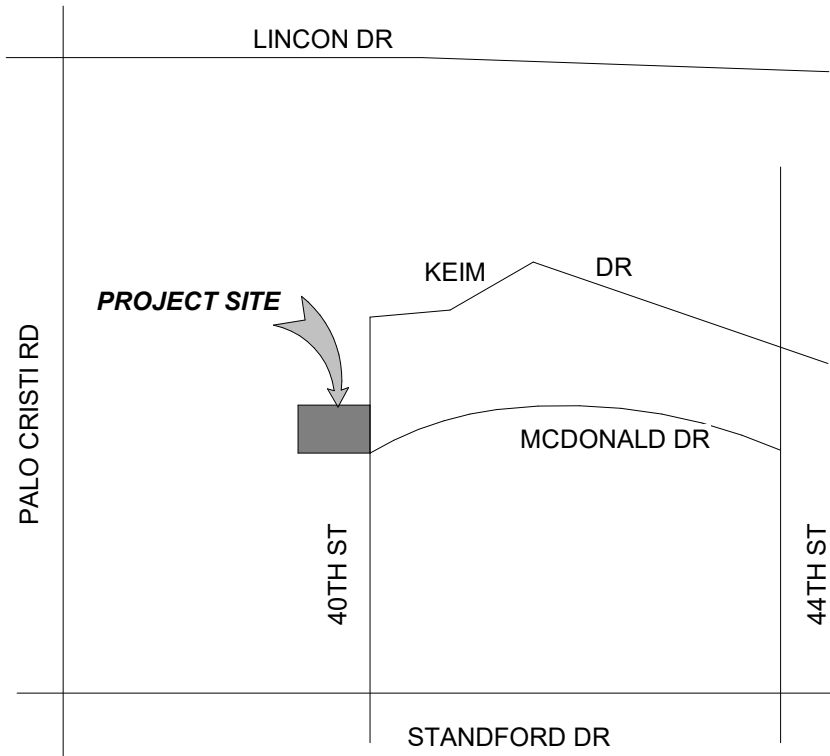 LINCON DR
KEIM DR
PROJECT SITE
PALO CRISTI RD
MCDONALD DR
40TH ST
44TH ST
STANDFORD DR